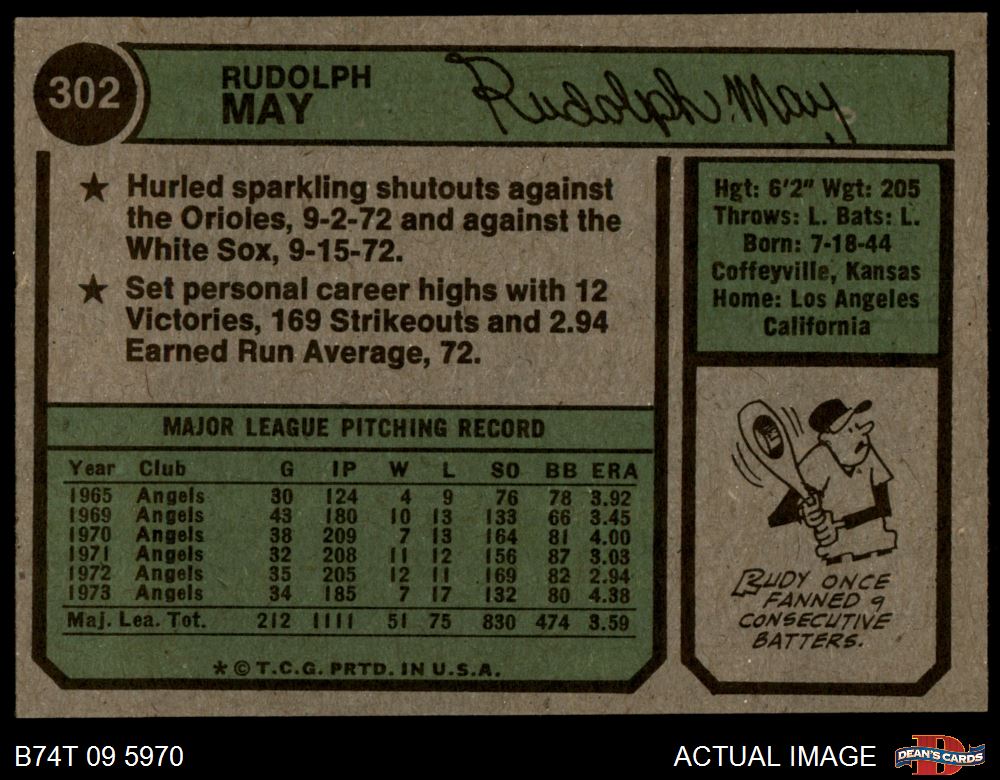 302
RUDOLPH
MAY
Rudolph May
★ Hurled sparkling shutouts against
the Orioles, 9-2-72 and against the
White Sox, 9-15-72.
★ Set personal career highs with 12
Victories, 169 Strikeouts and 2.94
Earned Run Average, 72.
Hgt: 6'2" Wgt: 205
Throws: L. Bats: L.
Born: 7-18-44
Coffeyville, Kansas
Home: Los Angeles
California
MAJOR LEAGUE PITCHING RECORD
Year Club G IP W L SO BB ERA
1965 Angels 30 124 4 9 76 78 3.92
1969 Angels 43 180 10 13 133 66 3.45
1970 Angels 38 209 7 13 164 81 4.00
1971 Angels 32 208 11 12 156 87 3.03
1972 Angels 35 205 12 11 169 82 2.94
1973 Angels 34 185 7 17 132 80 4.38
Maj. Lea. Tot. 212 1111 51 75 830 474 3.59
* © T.C.G. PRTD. IN U.S.A.
RUDY ONCE
FANNED 9
CONSECUTIVE
BATTERS.
B74T 09 5970
ACTUAL IMAGE
DEAN'S CARDS